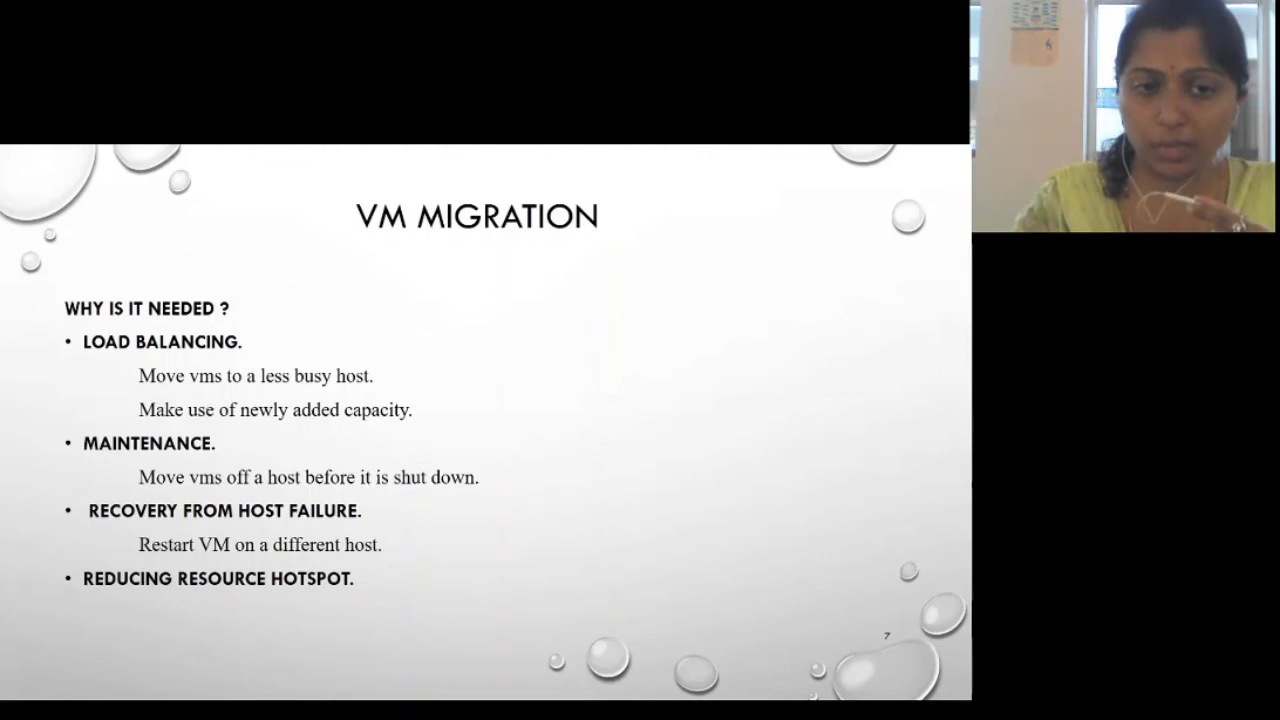 VM MIGRATION
WHY IS IT NEEDED ?
• LOAD BALANCING.
Move vms to a less busy host.
Make use of newly added capacity.
• MAINTENANCE.
Move vms off a host before it is shut down.
• RECOVERY FROM HOST FAILURE.
Restart VM on a different host.
• REDUCING RESOURCE HOTSPOT.
7